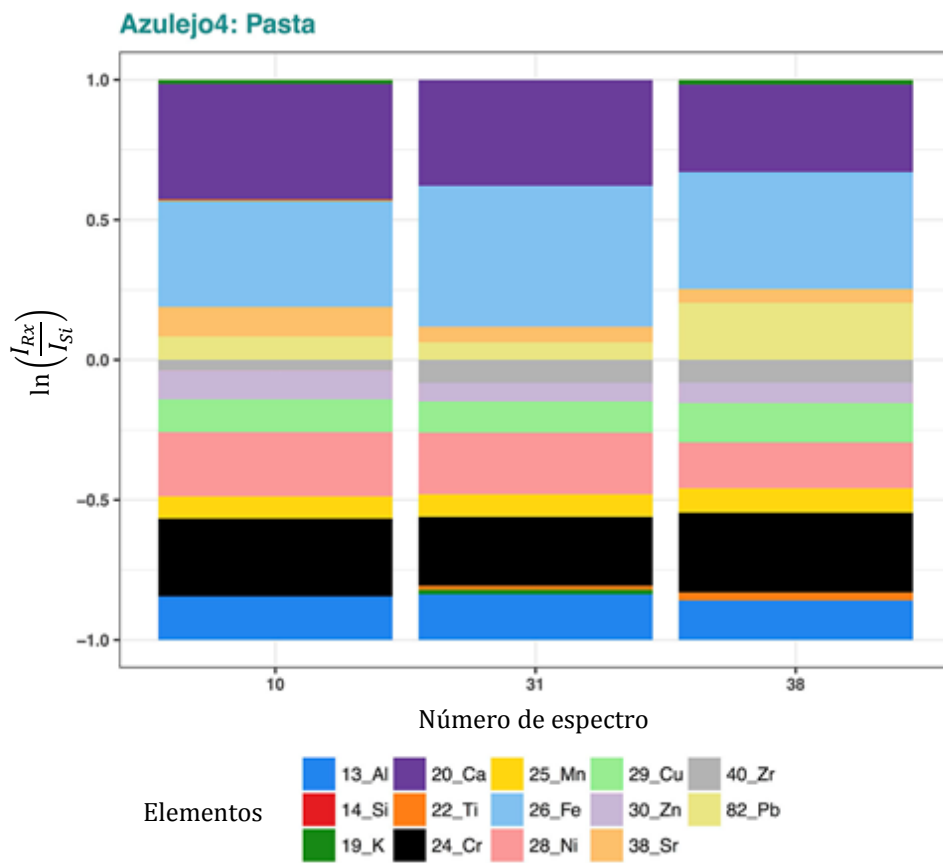 Azulejo4: Pasta
1.0
0.5
0.0
−0.5
−1.0
ln(I_Rx/I_Si)
10 31 38
Número de espectro
Elementos
13_Al 20_Ca 25_Mn 29_Cu 40_Zr
14_Si 22_Ti 26_Fe 30_Zn 82_Pb
19_K 24_Cr 28_Ni 38_Sr